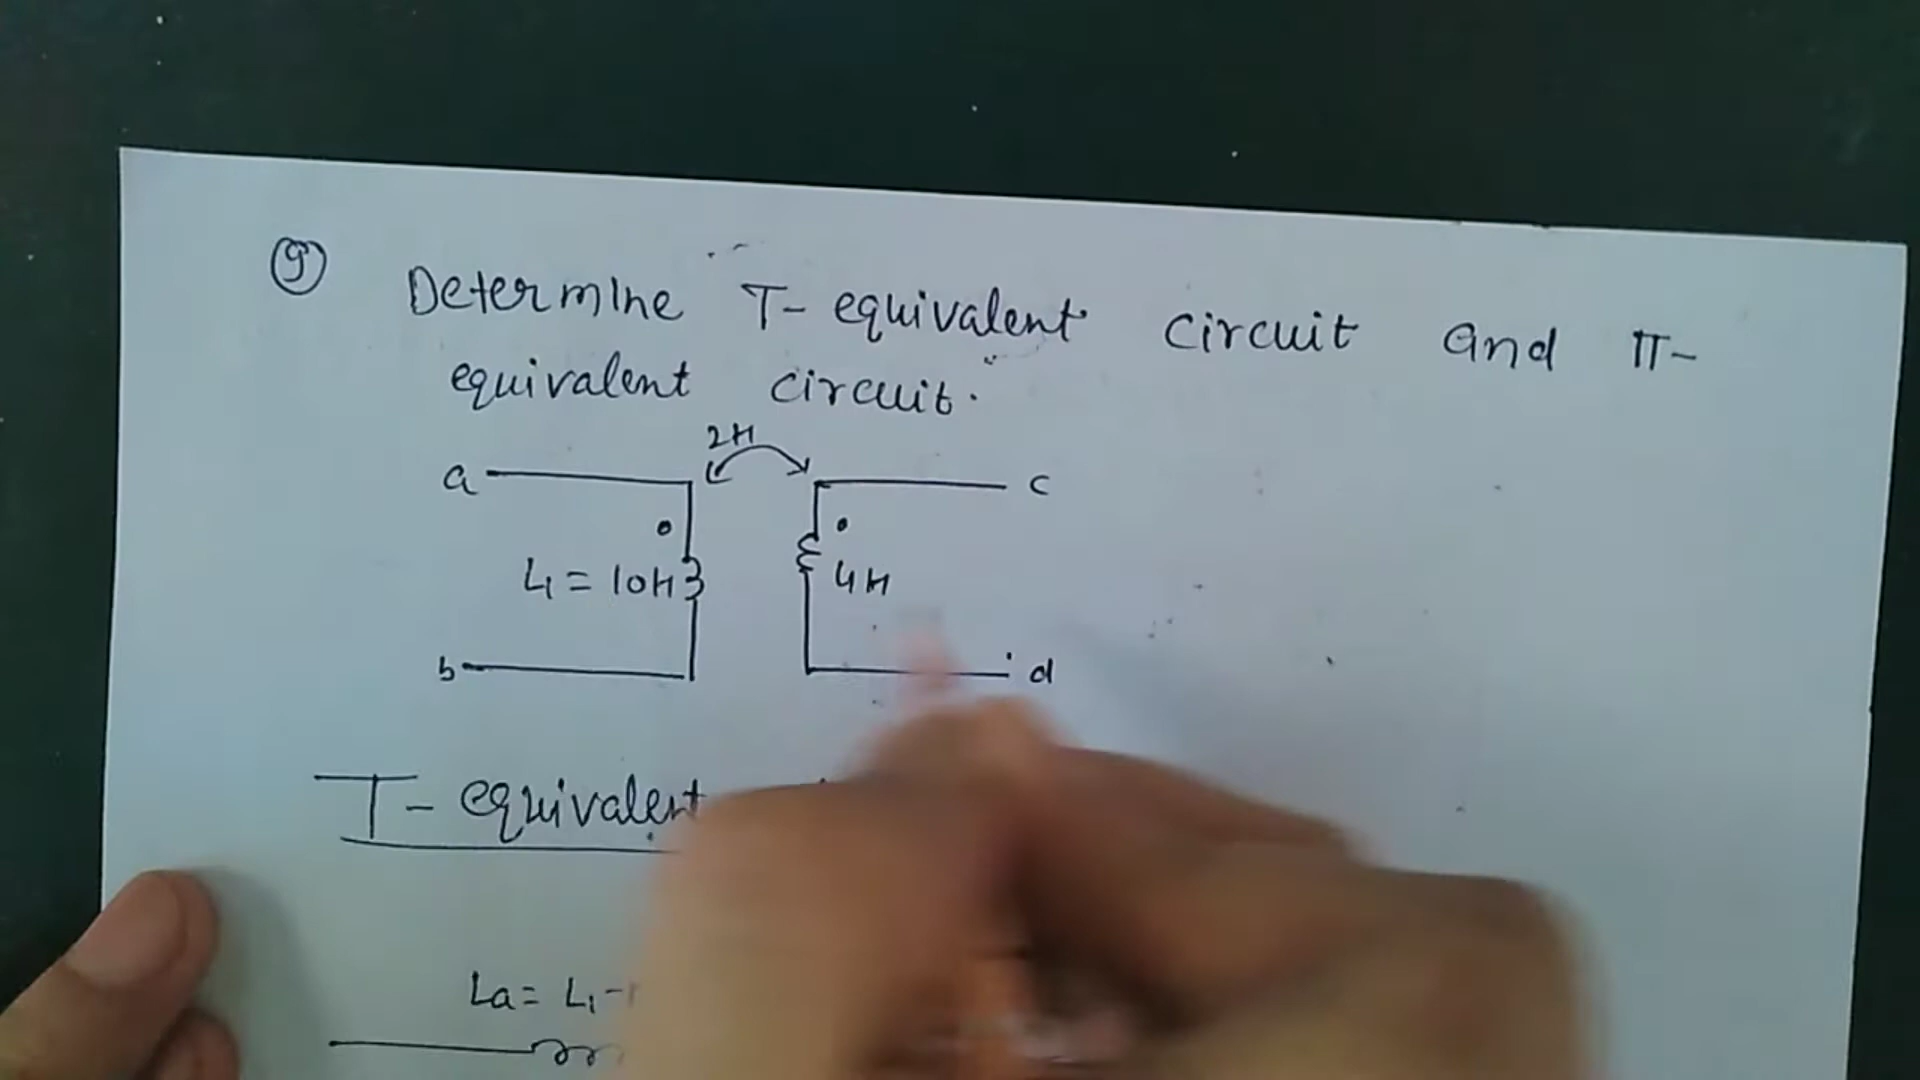 9) Determine T- equivalent circuit and π-
equivalent circuit.
2H
a c
L1 = 10H 4H
b d
T- equivalent
La = L1 -